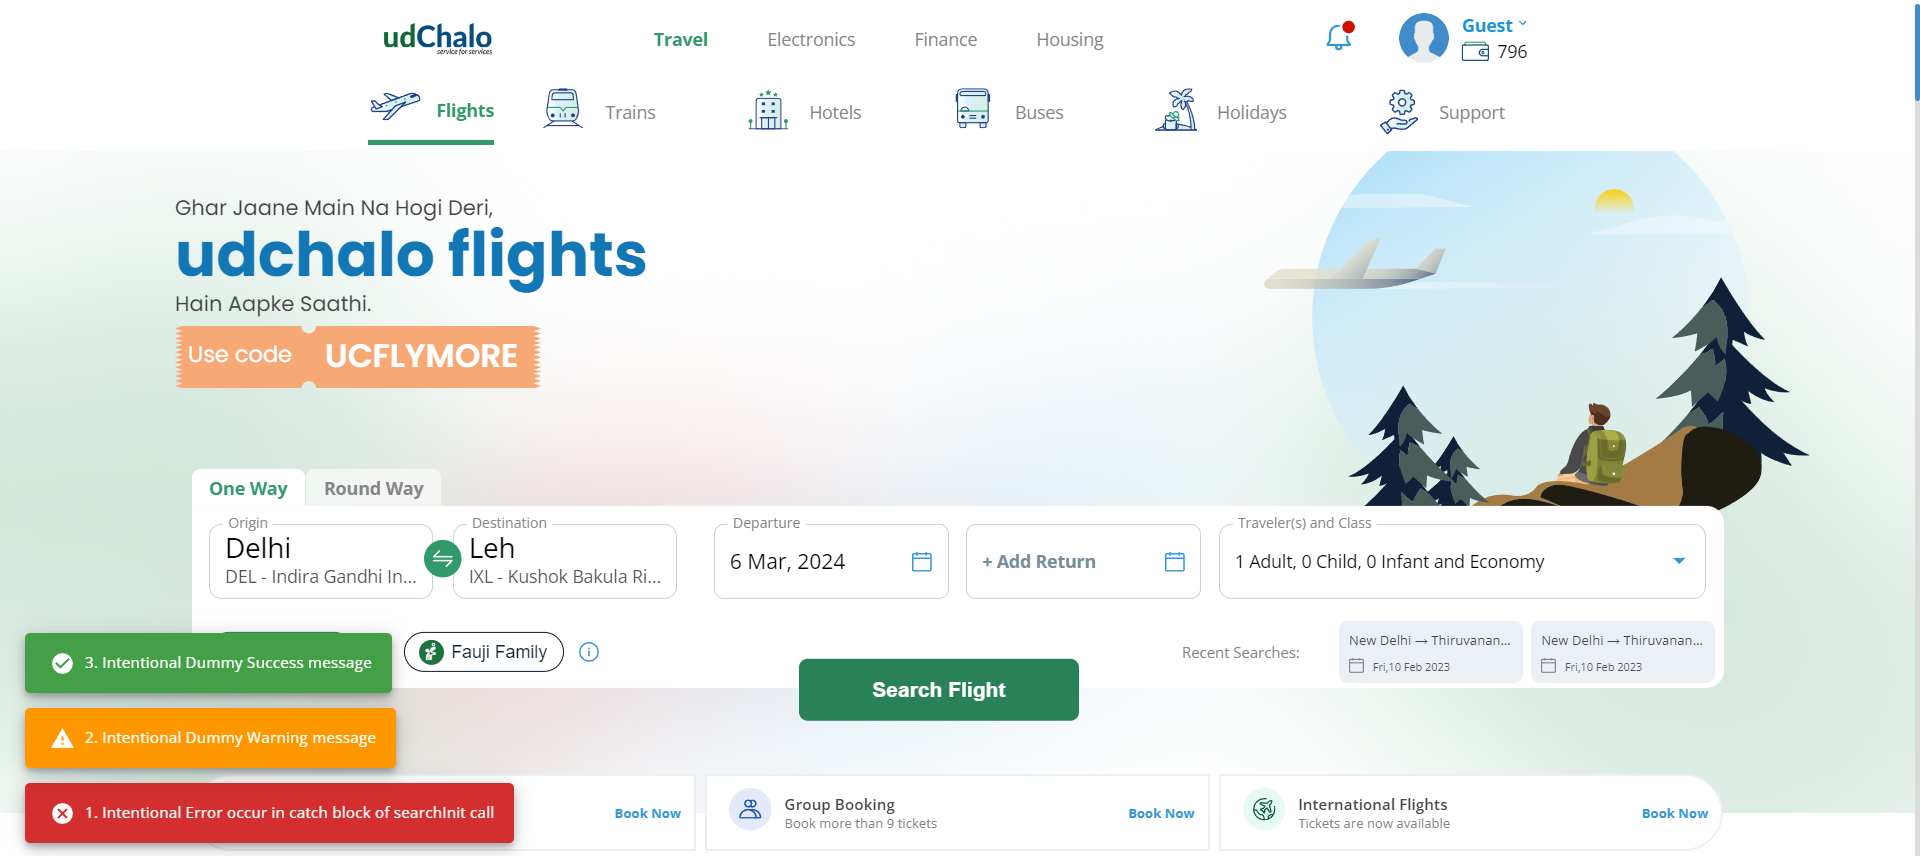 udChalo
service for services
Travel
Electronics
Finance
Housing
Guest
796
Flights
Trains
Hotels
Buses
Holidays
Support
Ghar Jaane Main Na Hogi Deri,
udchalo flights
Hain Aapke Saathi.
Use code UCFLYMORE
One Way
Round Way
Origin
Delhi
DEL - Indira Gandhi In...
Destination
Leh
IXL - Kushok Bakula Ri...
Departure
6 Mar, 2024
+ Add Return
Traveler(s) and Class
1 Adult, 0 Child, 0 Infant and Economy
Fauji Family
Recent Searches:
New Delhi → Thiruvanan...
Fri,10 Feb 2023
New Delhi → Thiruvanan...
Fri,10 Feb 2023
Search Flight
3. Intentional Dummy Success message
2. Intentional Dummy Warning message
1. Intentional Error occur in catch block of searchInit call
Book Now
Group Booking
Book more than 9 tickets
Book Now
International Flights
Tickets are now available
Book Now